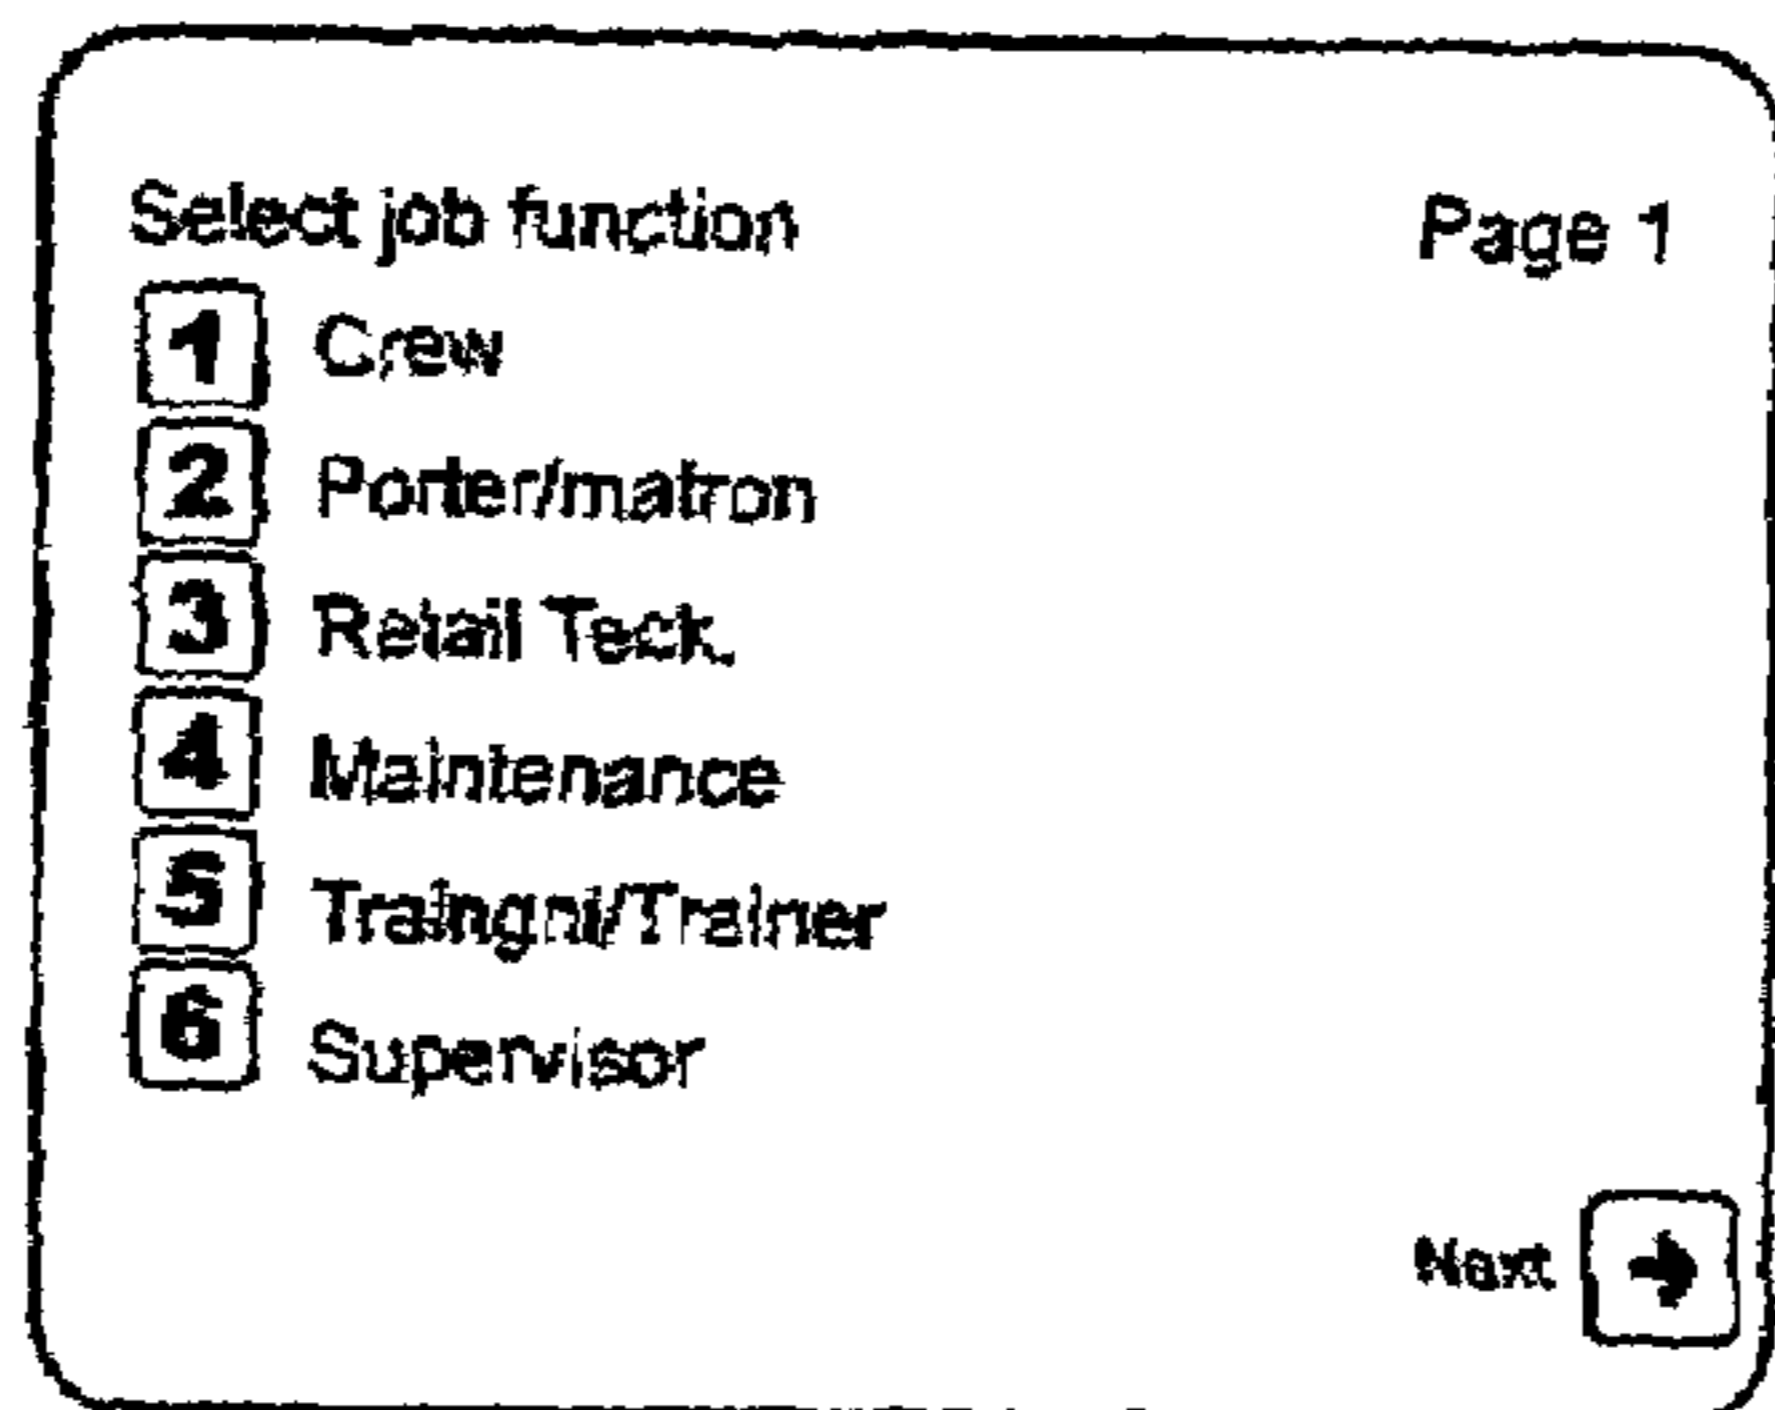 Select job function Page 1
1 Crew
2 Porter/matron
3 Retail Teck.
4 Maintenance
5 Traingni/Trainer
6 Supervisor
Next